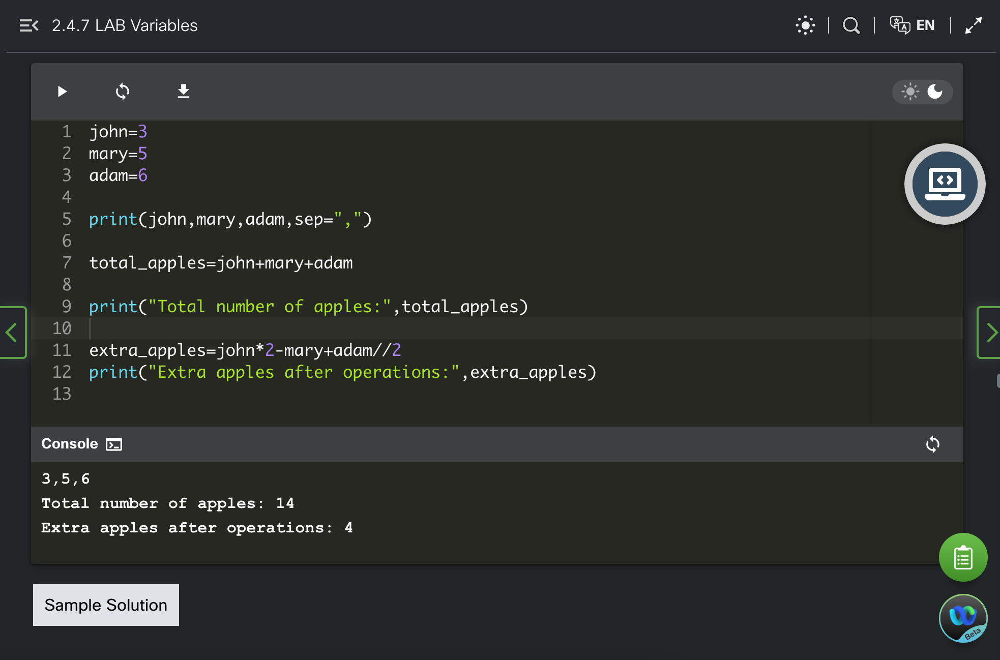 2.4.7 LAB Variables
EN
1 john=3
2 mary=5
3 adam=6
4
5 print(john,mary,adam,sep=",")
6
7 total_apples=john+mary+adam
8
9 print("Total number of apples:",total_apples)
10
11 extra_apples=john*2-mary+adam//2
12 print("Extra apples after operations:",extra_apples)
13
Console
3,5,6
Total number of apples: 14
Extra apples after operations: 4
Sample Solution
Beta